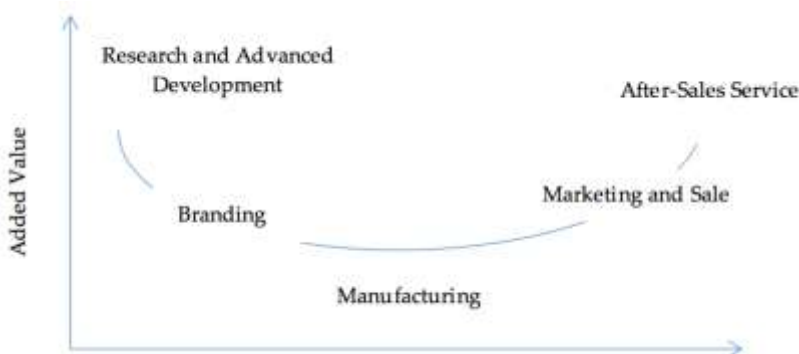 Research and Advanced
Development
After-Sales Service
Added Value
Marketing and Sale
Branding
Manufacturing